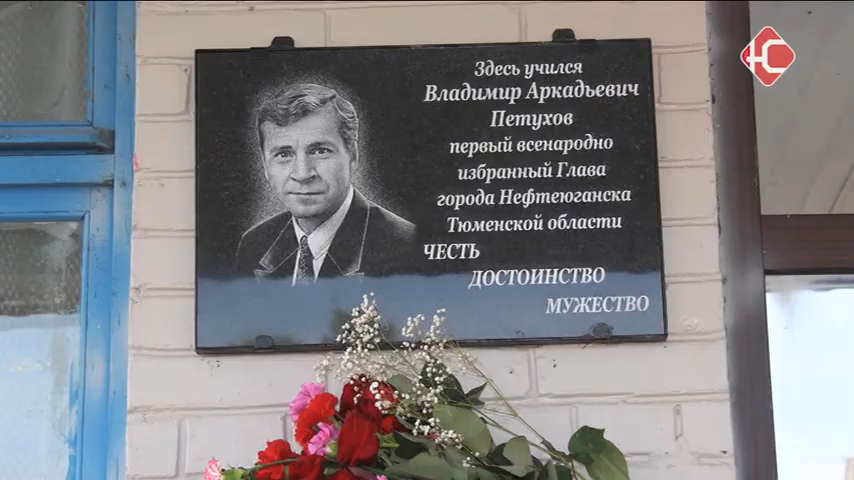 Здесь учился
Владимир Аркадьевич
Петухов
первый всенародно
избранный Глава
города Нефтеюганска
Тюменской области
ЧЕСТЬ
ДОСТОИНСТВО
МУЖЕСТВО
Ю